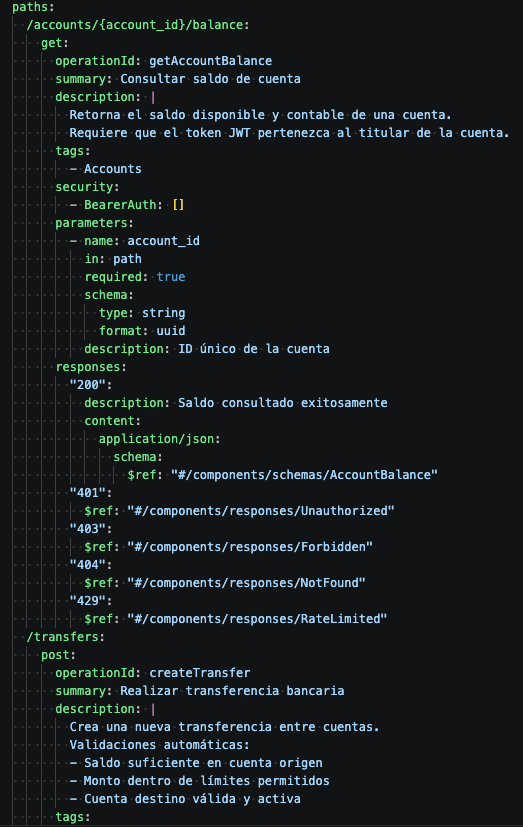 paths:
  /accounts/{account_id}/balance:
    get:
      operationId: getAccountBalance
      summary: Consultar saldo de cuenta
      description: |
        Retorna el saldo disponible y contable de una cuenta.
        Requiere que el token JWT pertenezca al titular de la cuenta.
      tags:
        - Accounts
      security:
        - BearerAuth: []
      parameters:
        - name: account_id
          in: path
          required: true
          schema:
            type: string
            format: uuid
          description: ID único de la cuenta
      responses:
        "200":
          description: Saldo consultado exitosamente
          content:
            application/json:
              schema:
                $ref: "#/components/schemas/AccountBalance"
        "401":
          $ref: "#/components/responses/Unauthorized"
        "403":
          $ref: "#/components/responses/Forbidden"
        "404":
          $ref: "#/components/responses/NotFound"
        "429":
          $ref: "#/components/responses/RateLimited"
  /transfers:
    post:
      operationId: createTransfer
      summary: Realizar transferencia bancaria
      description: |
        Crea una nueva transferencia entre cuentas.
        Validaciones automáticas:
        - Saldo suficiente en cuenta origen
        - Monto dentro de límites permitidos
        - Cuenta destino válida y activa
      tags: